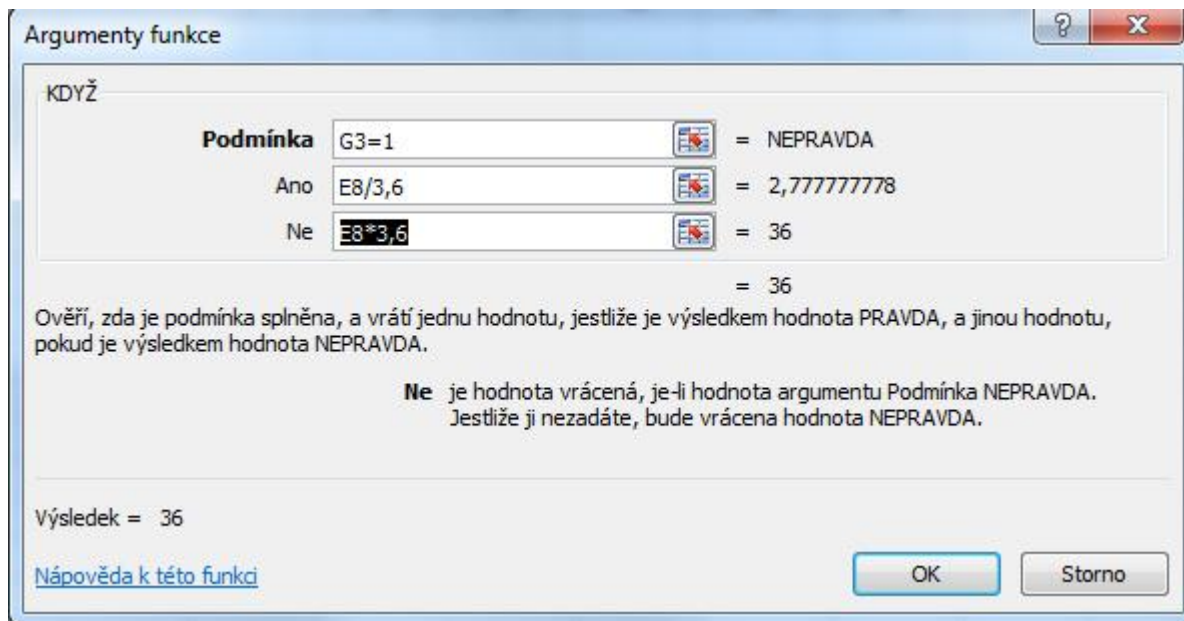 Argumenty funkce
KDYŽ
Podmínka G3=1 = NEPRAVDA
Ano E8/3,6 = 2,777777778
Ne E8*3,6 = 36
= 36
Ověří, zda je podmínka splněna, a vrátí jednu hodnotu, jestliže je výsledkem hodnota PRAVDA, a jinou hodnotu,
pokud je výsledkem hodnota NEPRAVDA.
Ne je hodnota vrácená, je-li hodnota argumentu Podmínka NEPRAVDA.
Jestliže ji nezadáte, bude vrácena hodnota NEPRAVDA.
Výsledek = 36
Nápověda k této funkci OK Storno